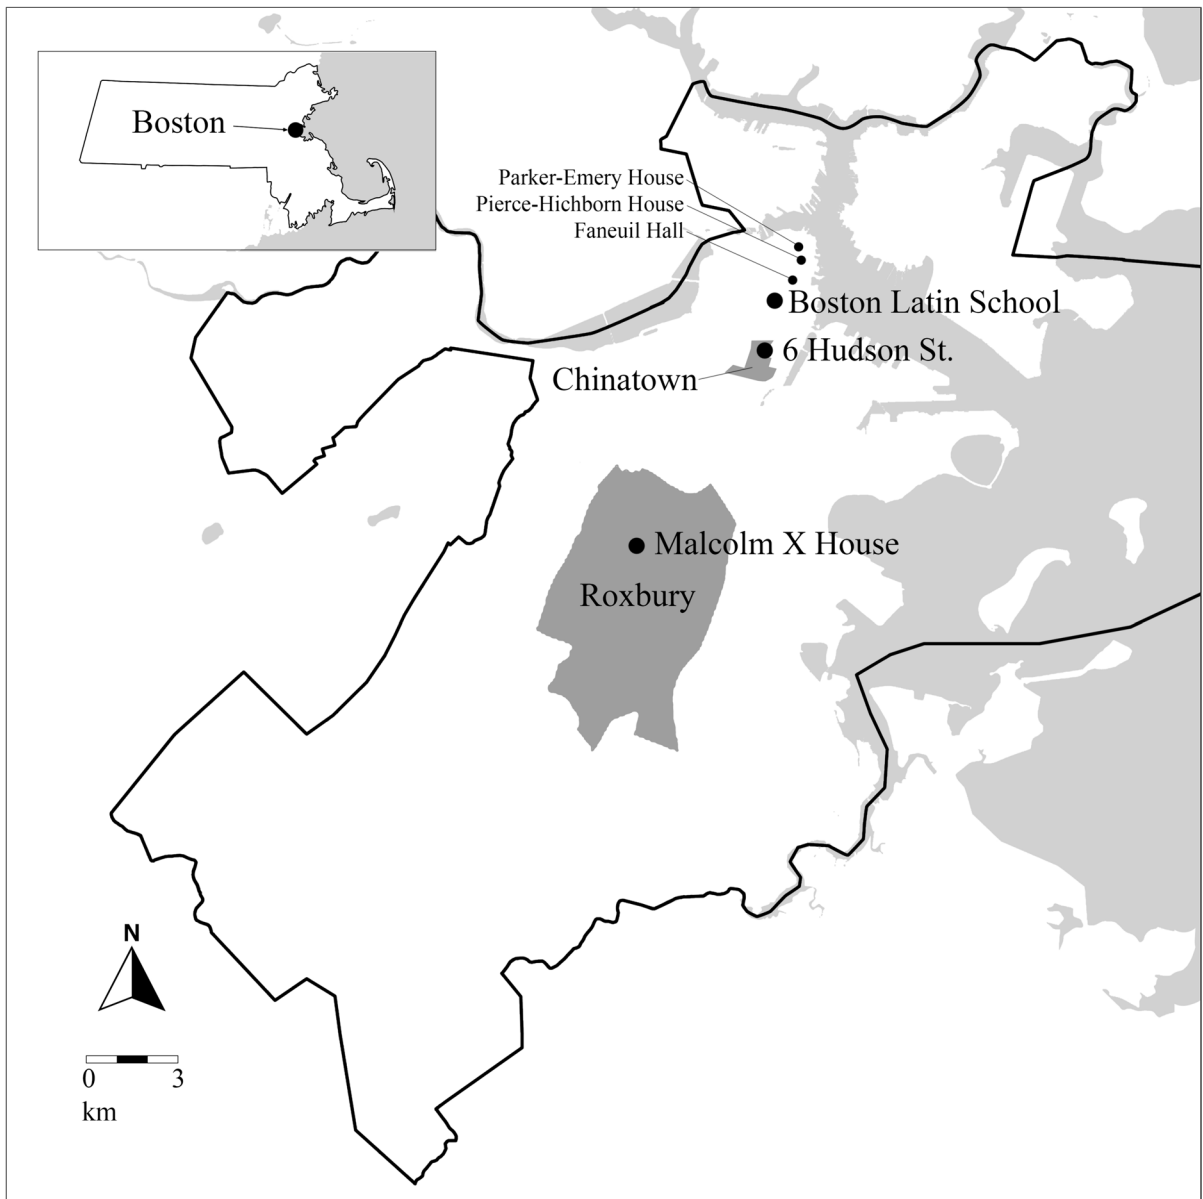 Boston
Parker-Emery House
Pierce-Hichborn House
Faneuil Hall
Boston Latin School
6 Hudson St.
Chinatown
Malcolm X House
Roxbury
N
0 3
km